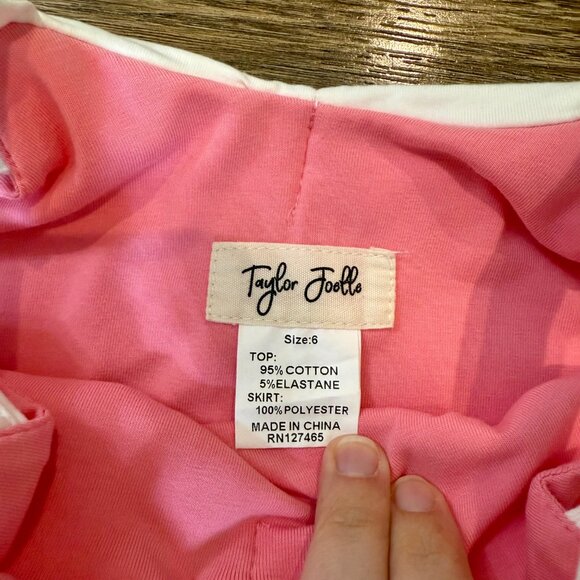 Taylor Joelle
Size:6
TOP:
95% COTTON
5%ELASTANE
SKIRT:
100%POLYESTER
MADE IN CHINA
RN127465